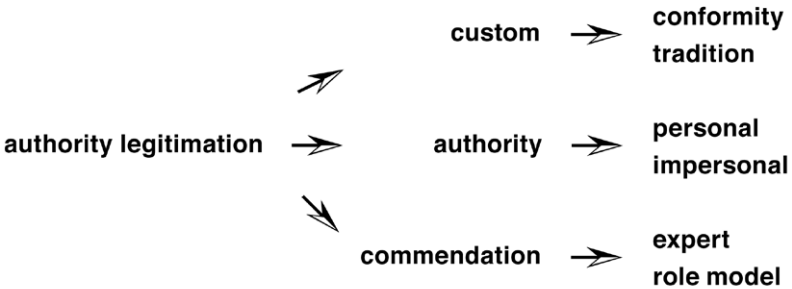 conformity
custom
tradition
authority legitimation
authority
personal
impersonal
commendation
expert
role model